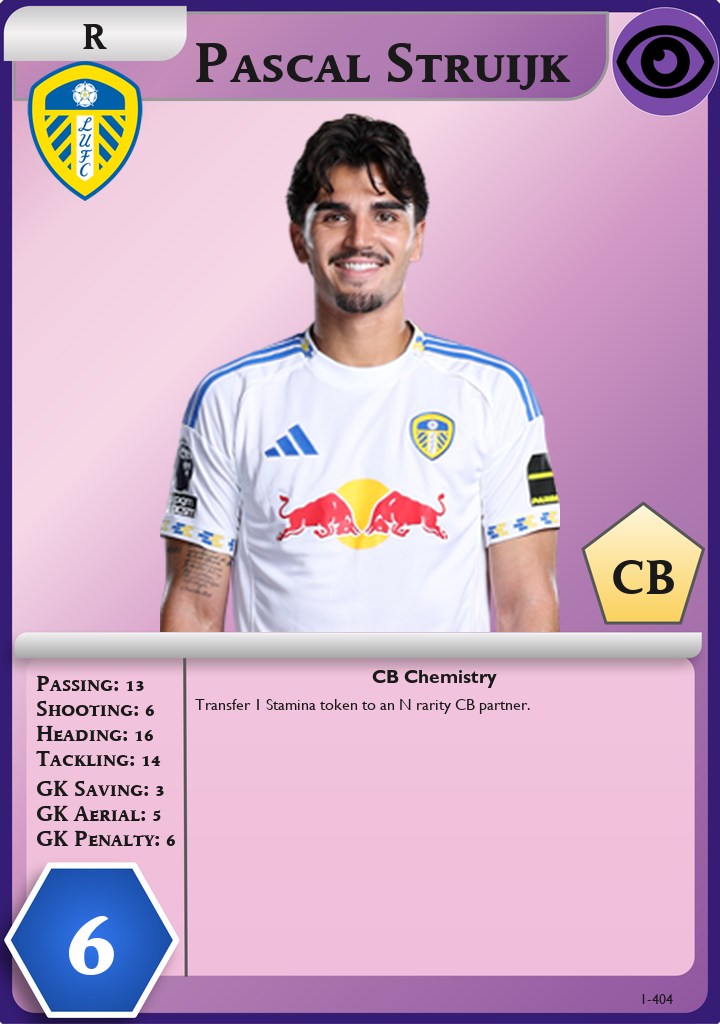 R
Pascal Struijk
LUFC
CB
Passing: 13
Shooting: 6
Heading: 16
Tackling: 14
GK Saving: 3
GK Aerial: 5
GK Penalty: 6
6
CB Chemistry
Transfer 1 Stamina token to an N rarity CB partner.
1-404